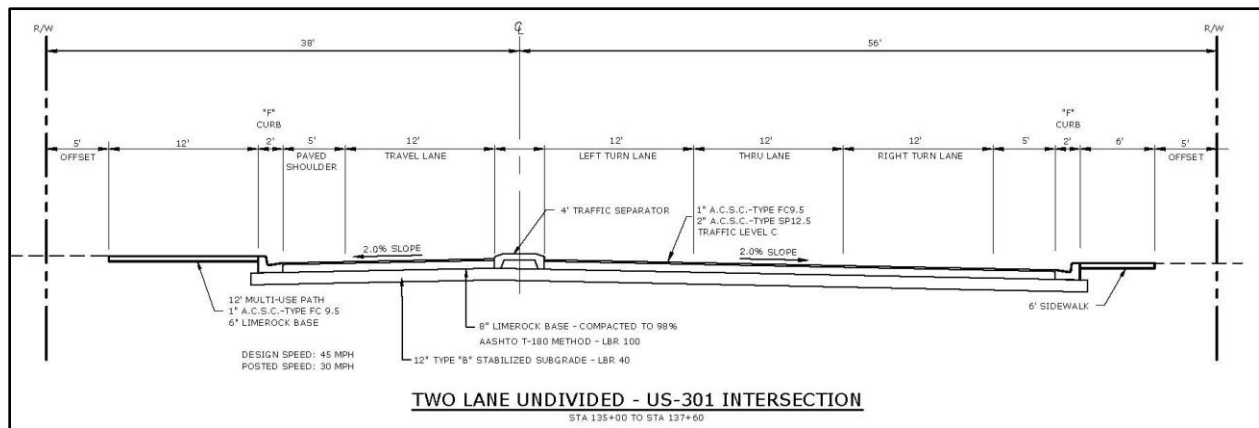 R/W
℄
R/W
38'
56'
"F"
CURB
"F"
CURB
5'
OFFSET
12'
2'
5'
PAVED
SHOULDER
12'
TRAVEL LANE
12'
LEFT TURN LANE
12'
THRU LANE
12'
RIGHT TURN LANE
5'
2'
6'
5'
OFFSET
4' TRAFFIC SEPARATOR
1" A.C.S.C.-TYPE FC9.5
2" A.C.S.C.-TYPE SP12.5
TRAFFIC LEVEL C
2.0% SLOPE
2.0% SLOPE
12' MULTI-USE PATH
1" A.C.S.C.-TYPE FC 9.5
6" LIMEROCK BASE
6' SIDEWALK
8" LIMEROCK BASE - COMPACTED TO 98%
AASHTO T-180 METHOD - LBR 100
12" TYPE "B" STABILIZED SUBGRADE - LBR 40
DESIGN SPEED: 45 MPH
POSTED SPEED: 30 MPH
TWO LANE UNDIVIDED - US-301 INTERSECTION
STA 135+00 TO STA 137+60